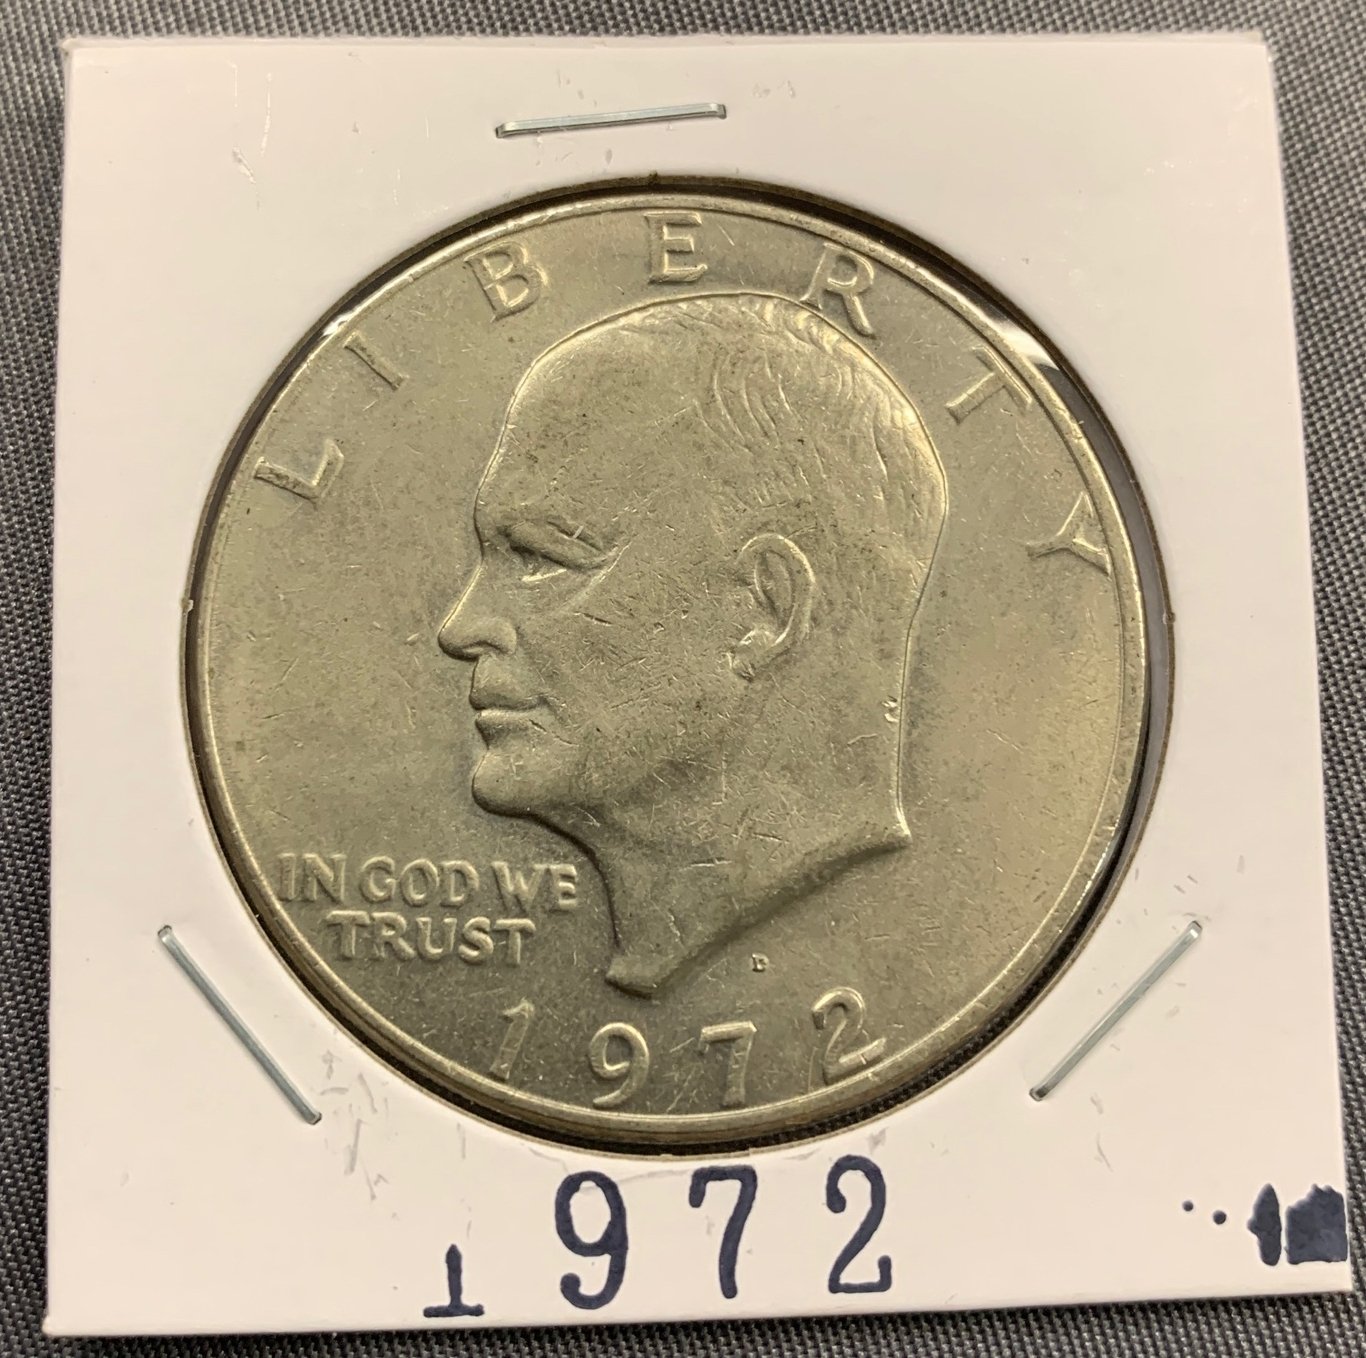 LIBERTY
IN GOD WE
TRUST
D
1972
1972